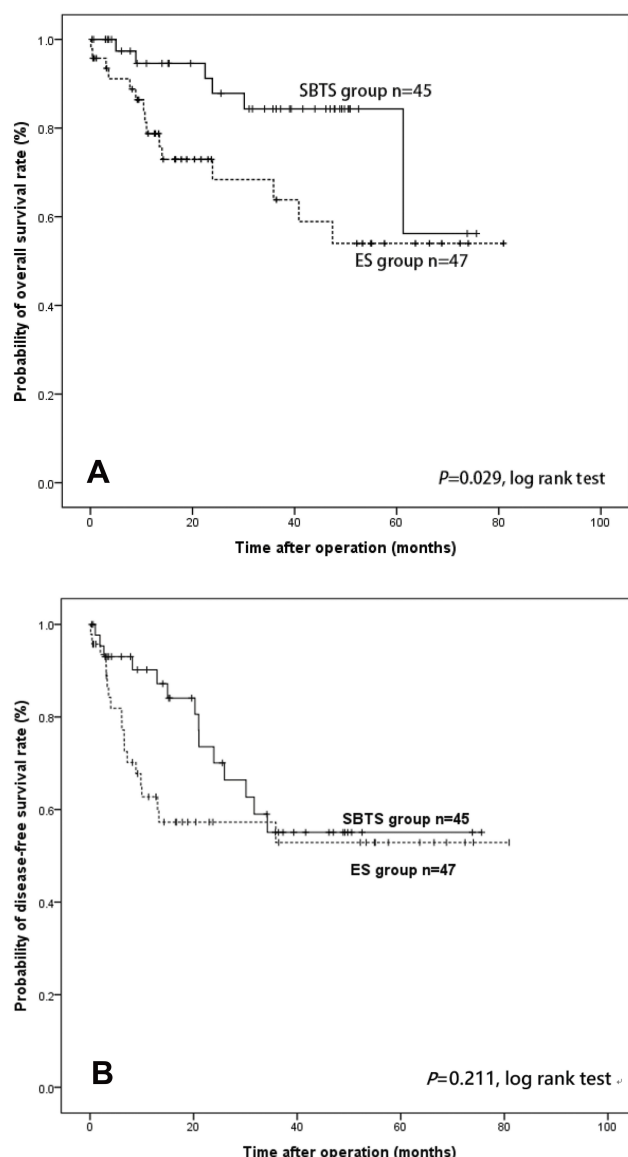 Probability of overall survival rate (%)
1.0
0.8
0.6
0.4
0.2
0.0
SBTS group n=45
ES group n=47
A
P=0.029, log rank test
0 20 40 60 80 100
Time after operation (months)
Probability of disease-free survival rate (%)
1.0
0.8
0.6
0.4
0.2
0.0
SBTS group n=45
ES group n=47
B
P=0.211, log rank test
0 20 40 60 80 100
Time after operation (months)